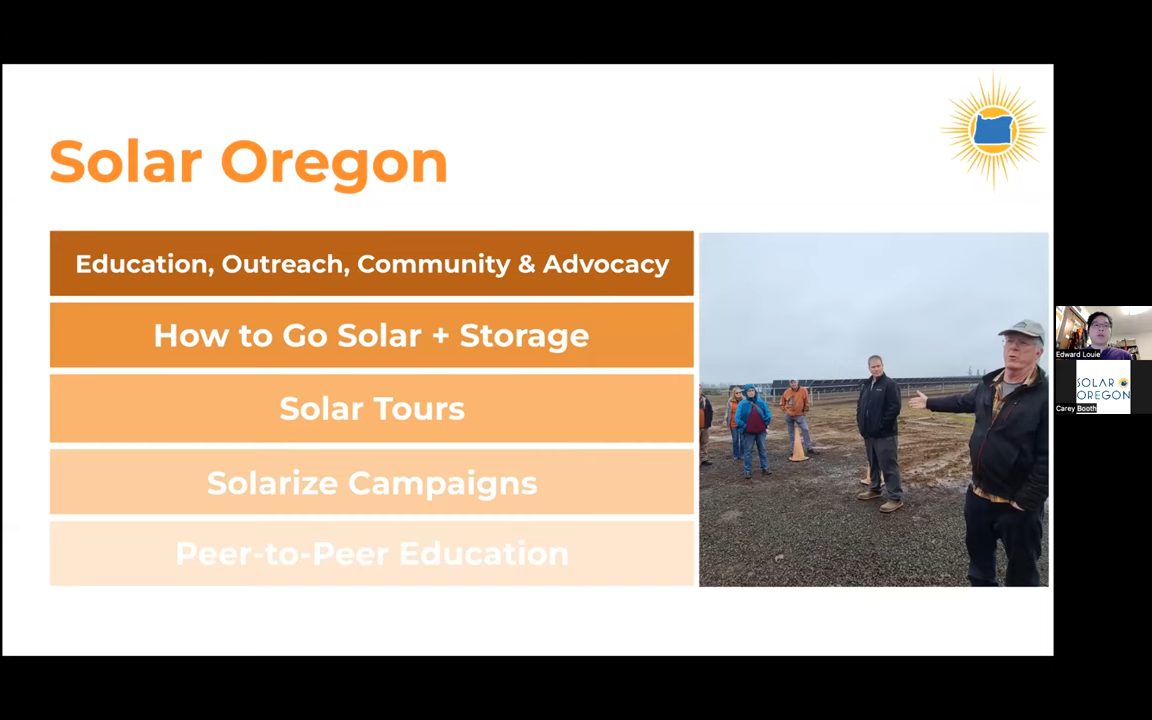 Solar Oregon
Education, Outreach, Community & Advocacy
How to Go Solar + Storage
Solar Tours
Solarize Campaigns
Peer-to-Peer Education
Edward Louie
SOLAR
OREGON
Carey Booth